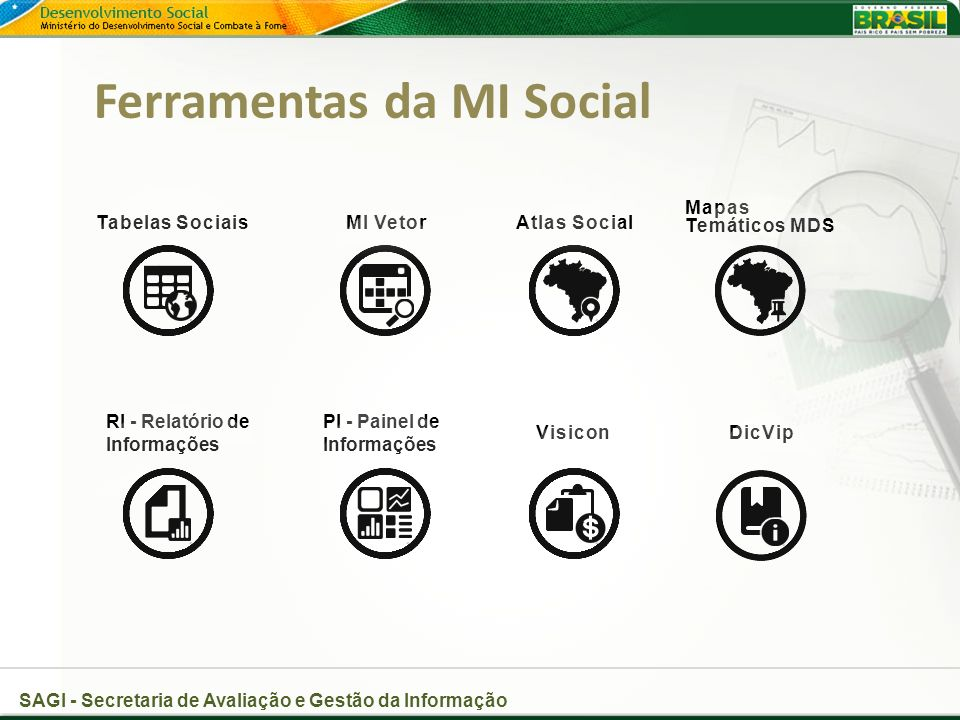 Desenvolvimento Social
Ministério do Desenvolvimento Social e Combate à Fome
GOVERNO FEDERAL
BRASIL
PAÍS RICO É PAÍS SEM POBREZA
Ferramentas da MI Social
Tabelas Sociais
MI Vetor
Atlas Social
Mapas
Temáticos MDS
RI - Relatório de
Informações
PI - Painel de
Informações
Visicon
DicVip
SAGI - Secretaria de Avaliação e Gestão da Informação